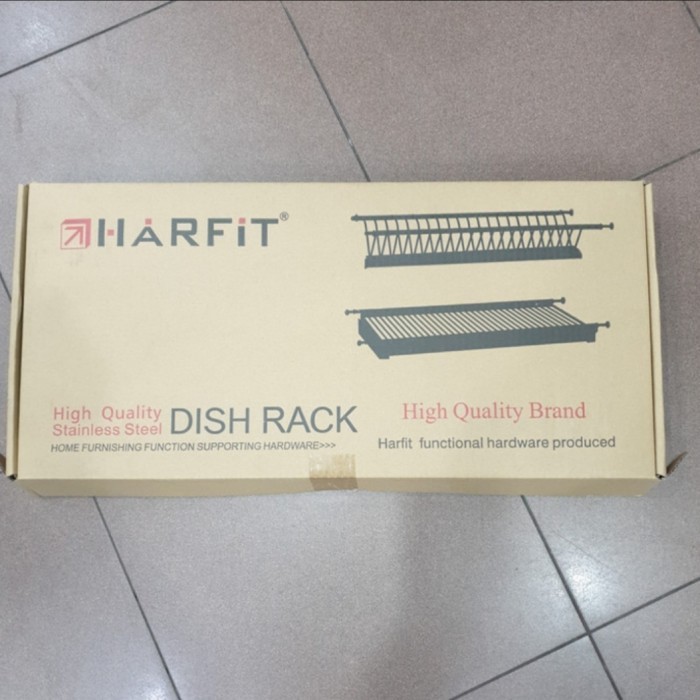 HARFiT®
High Quality
Stainless Steel
DISH RACK
HOME FURNISHING FUNCTION SUPPORTING HARDWARE>>>
High Quality Brand
Harfit functional hardware produced